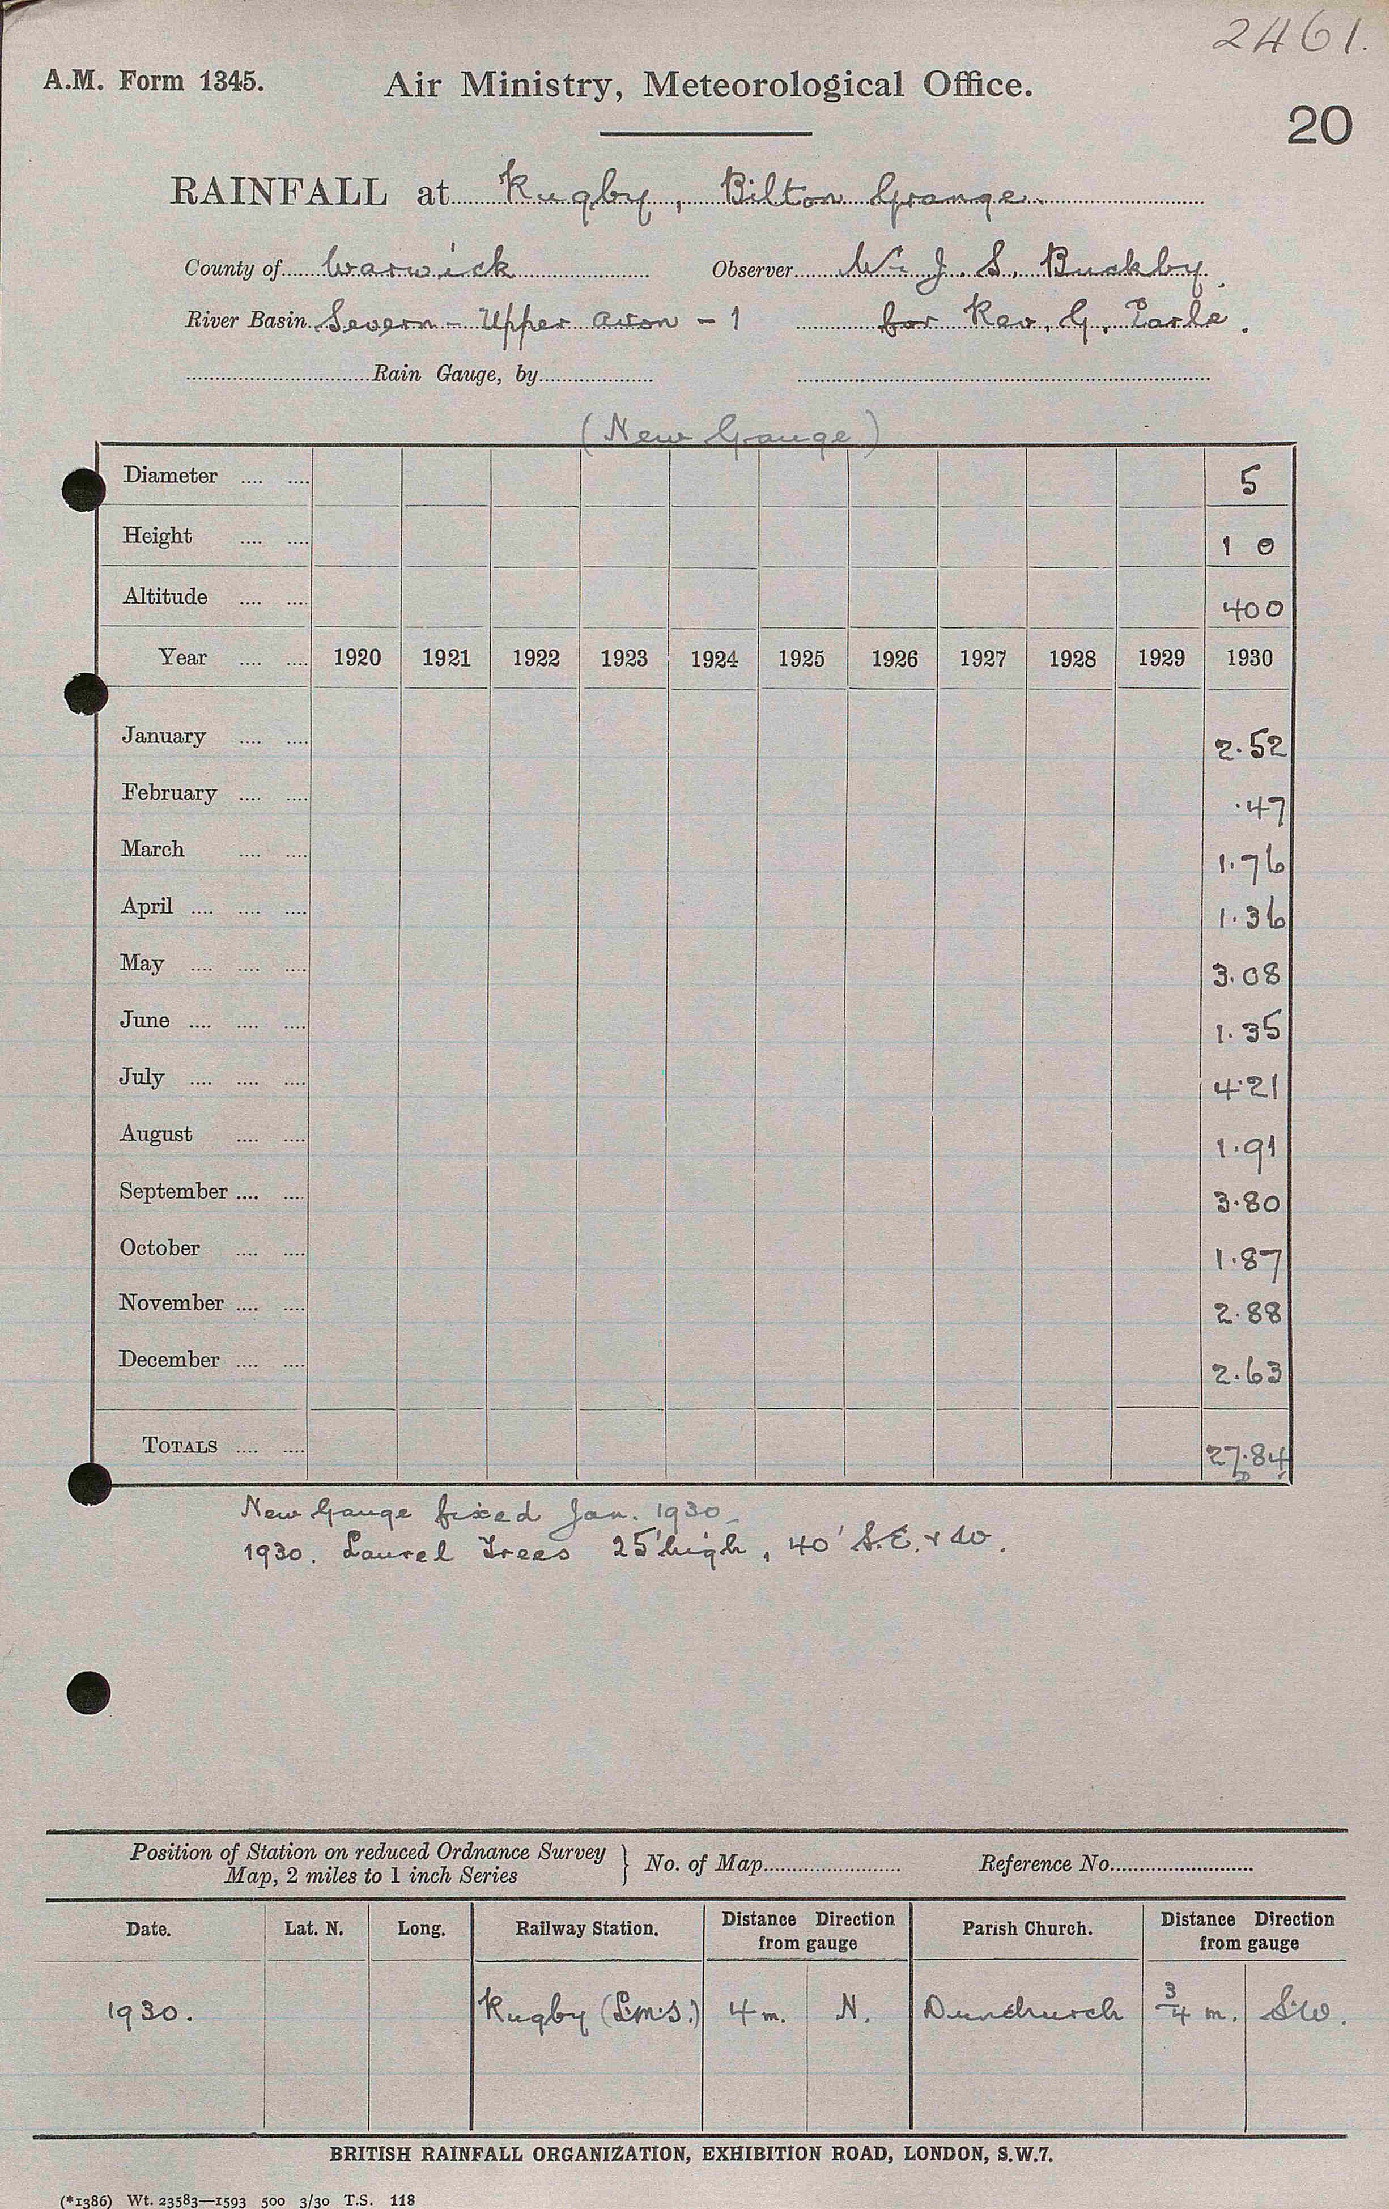 2461.
A.M. Form 1345. Air Ministry, Meteorological Office.
20
RAINFALL at Rugby, Bilton Grange.
County of Warwick Observer Mr. J. S. Buckby,
River Basin Severn - Upper Avon - 1 for Rev. G. Earle.
Rain Gauge, by
(New Gauge)
Diameter .... .... 5
Height .... .... 1 0
Altitude .... .... 400
Year .... .... 1920 1921 1922 1923 1924 1925 1926 1927 1928 1929 1930
January .... .... 2.52
February .... .... .47
March .... .... 1.76
April .... .... .... 1.36
May .... .... .... 3.08
June .... .... .... 1.35
July .... .... .... 4.21
August .... .... 1.91
September .... .... 3.80
October .... .... 1.87
November .... .... 2.88
December .... .... 2.63
TOTALS .... .... 27.84
New Gauge fixed Jan. 1930.
1930. Laurel Trees 25' high, 40' S.E. & W.
Position of Station on reduced Ordnance Survey } No. of Map Reference No.
Map, 2 miles to 1 inch Series
Date. Lat. N. Long. Railway Station. Distance Direction from gauge Parish Church. Distance Direction from gauge
1930. Rugby (L.M.S.) 4 m. N. Dunchurch 3/4 m. S.W.
BRITISH RAINFALL ORGANIZATION, EXHIBITION ROAD, LONDON, S.W.7.
(*1386) Wt. 23583—1593 500 3/30 T.S. 118